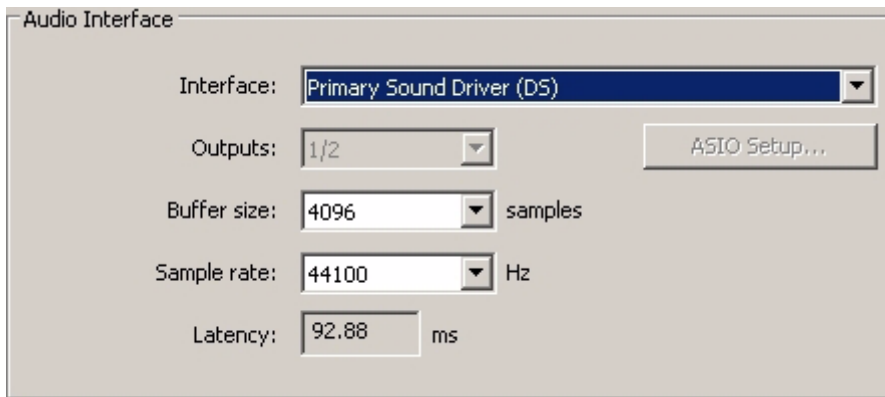 Audio Interface
Interface: Primary Sound Driver (DS)
Outputs: 1/2 ASIO Setup...
Buffer size: 4096 samples
Sample rate: 44100 Hz
Latency: 92.88 ms